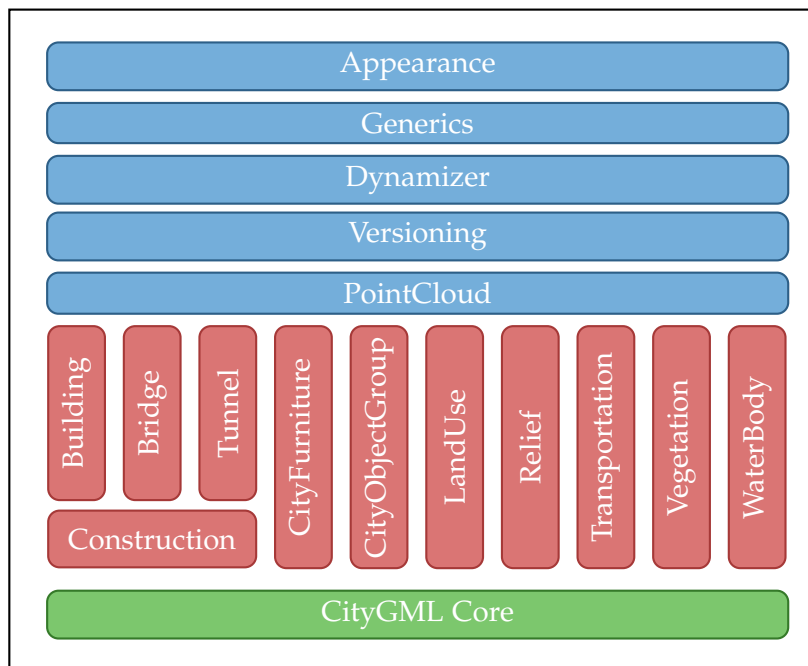 Appearance
Generics
Dynamizer
Versioning
PointCloud
Building
Bridge
Tunnel
CityFurniture
CityObjectGroup
LandUse
Relief
Transportation
Vegetation
WaterBody
Construction
CityGML Core